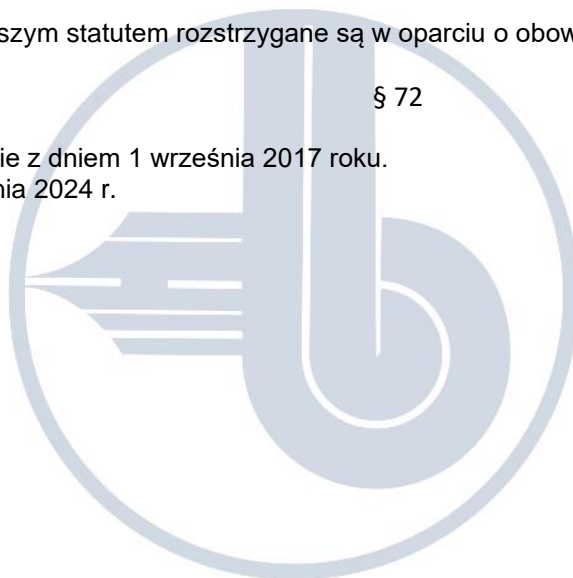 szym statutem rozstrzygane są w oparciu o obow
§ 72
ie z dniem 1 września 2017 roku.
nia 2024 r.